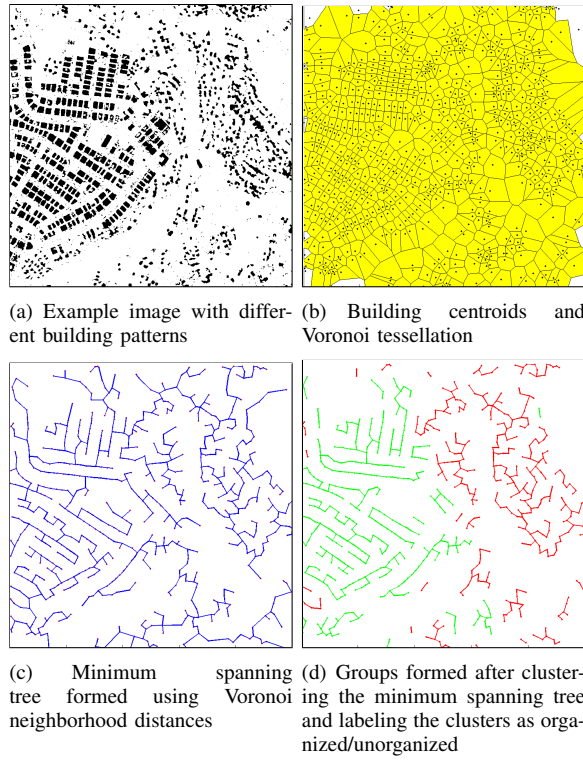 (a) Example image with differ-
ent building patterns
(b) Building centroids and
Voronoi tessellation
(c) Minimum spanning
tree formed using Voronoi
neighborhood distances
(d) Groups formed after cluster-
ing the minimum spanning tree
and labeling the clusters as orga-
nized/unorganized